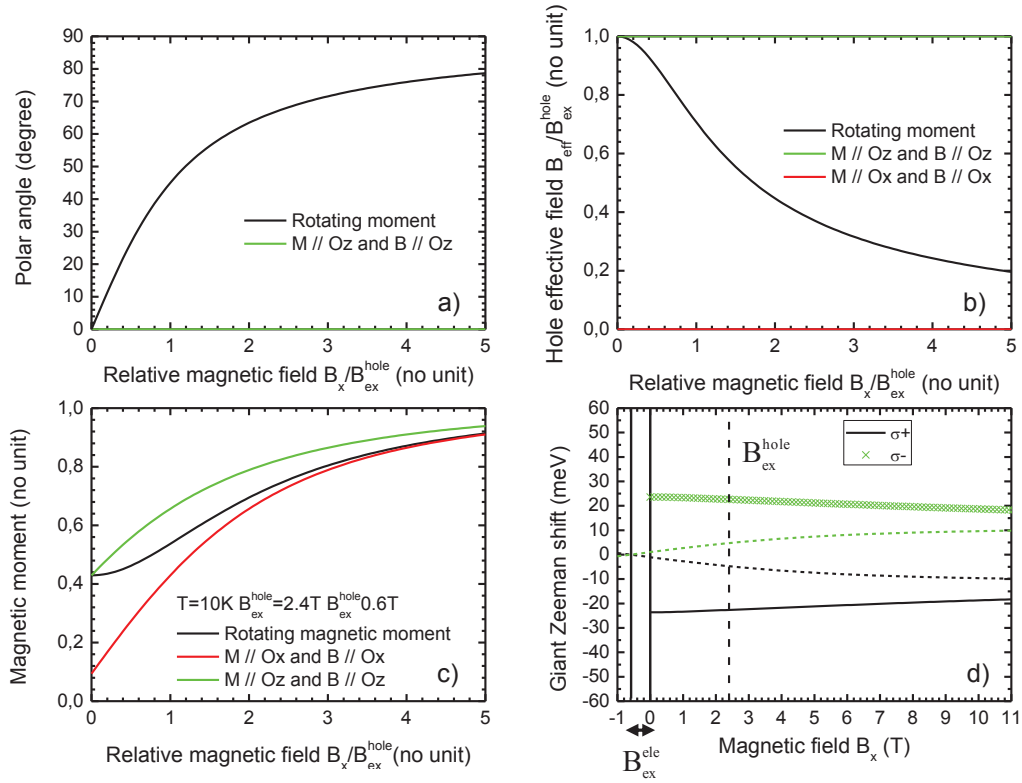 90
80
70
60
50
40
30
20
10
0
Polar angle (degree)
Rotating moment
M // Oz and B // Oz
a)
0 1 2 3 4 5
Relative magnetic field B_x/B_ex^hole (no unit)
1,0
0,8
0,6
0,4
0,2
0,0
Hole effective field B_eff/B_ex^hole (no unit)
Rotating moment
M // Oz and B // Oz
M // Ox and B // Ox
b)
0 1 2 3 4 5
Relative magnetic field B_x/B_ex^hole (no unit)
1,0
0,8
0,6
0,4
0,2
0,0
Magnetic moment (no unit)
T=10K B_ex^hole=2.4T B_ex^hole 0.6T
Rotating magnetic moment
M // Ox and B // Ox
M // Oz and B // Oz
c)
0 1 2 3 4 5
Relative magnetic field B_x/B_ex^hole (no unit)
60
50
40
30
20
10
0
-10
-20
-30
-40
-50
-60
Giant Zeeman shift (meV)
σ+
σ-
B_ex^hole
d)
-1 0 1 2 3 4 5 6 7 8 9 10 11
Magnetic field B_x (T)
B_ex^ele